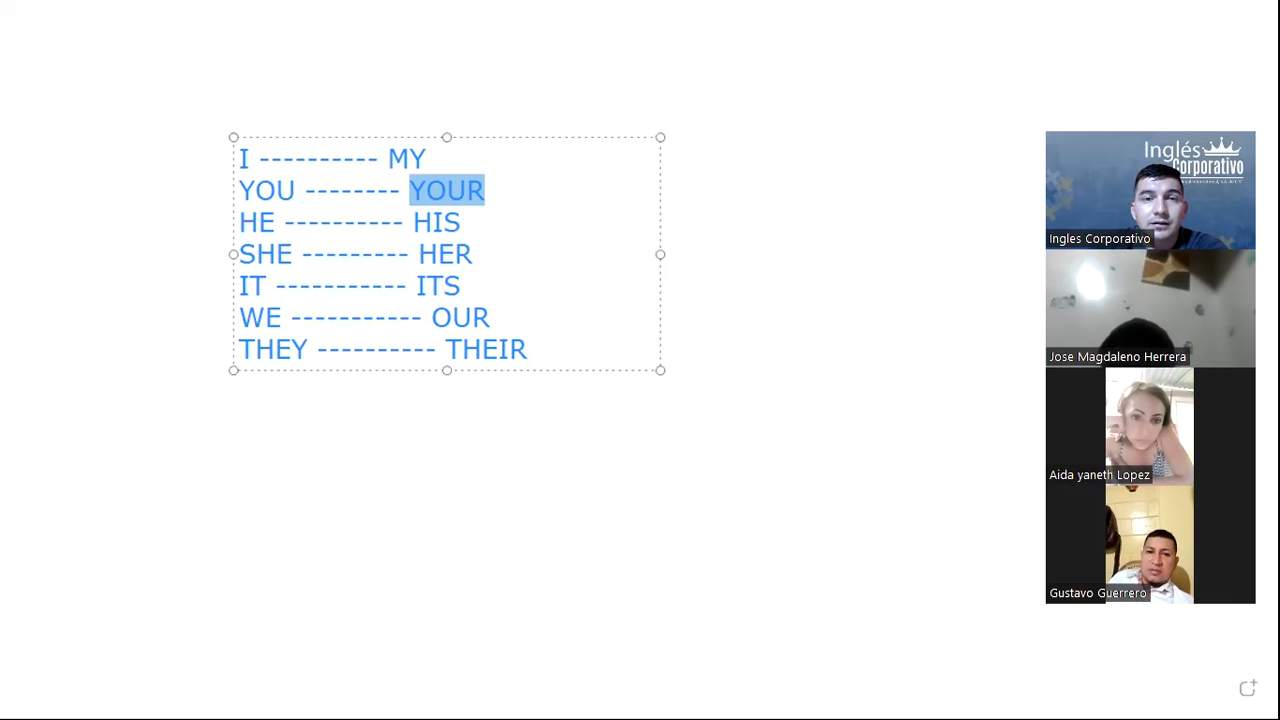 I ---------- MY
YOU -------- YOUR
HE ---------- HIS
SHE --------- HER
IT ----------- ITS
WE ----------- OUR
THEY ---------- THEIR
Inglés
Corporativo
Ingles Corporativo
Jose Magdaleno Herrera
Aida yaneth Lopez
Gustavo Guerrero